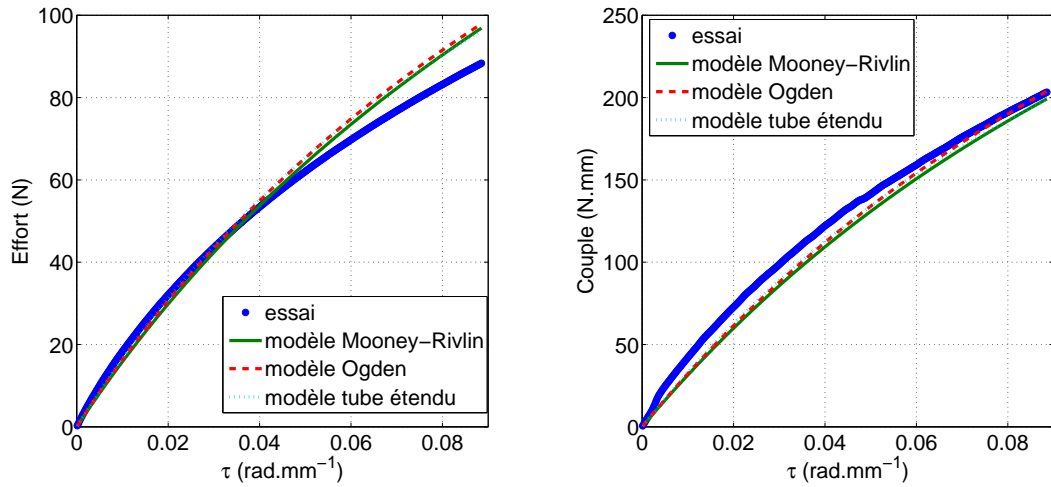 100
80
60
40
20
0
Effort (N)
essai
modèle Mooney−Rivlin
modèle Ogden
modèle tube étendu
0 0.02 0.04 0.06 0.08
τ (rad.mm⁻¹)
250
200
150
100
50
0
Couple (N.mm)
essai
modèle Mooney−Rivlin
modèle Ogden
modèle tube étendu
0 0.02 0.04 0.06 0.08
τ (rad.mm⁻¹)